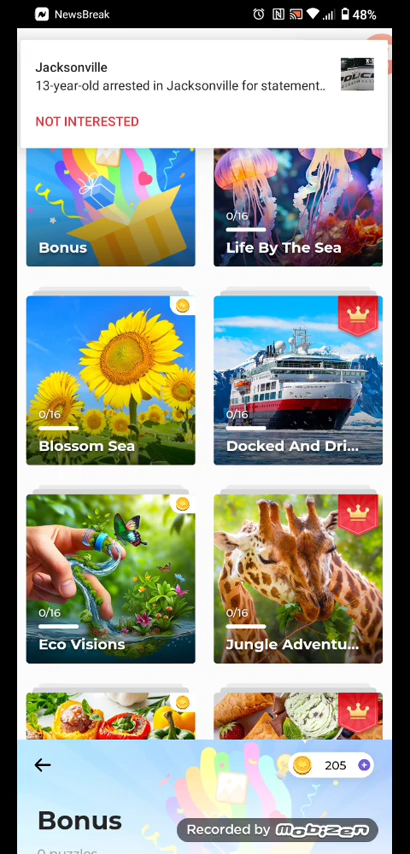 NewsBreak
48%
Jacksonville
13-year-old arrested in Jacksonville for statement..
NOT INTERESTED
Bonus
0/16
Life By The Sea
0/16
Blossom Sea
0/16
Docked And Dri...
0/16
Eco Visions
0/16
Jungle Adventu...
205
Bonus
0 puzzles
Recorded by mobizen